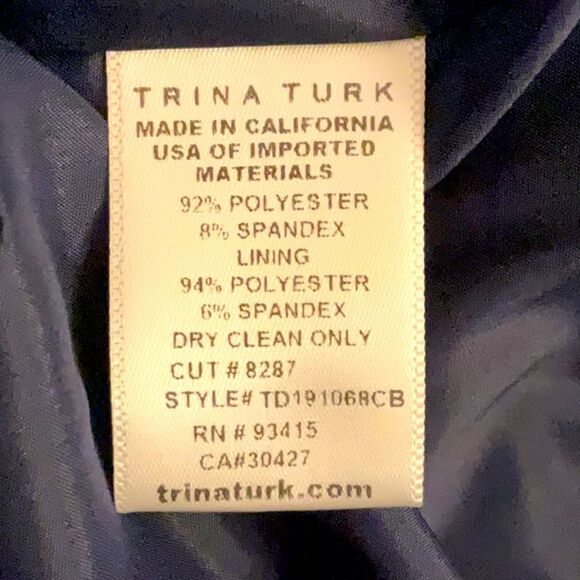 TRINA TURK
MADE IN CALIFORNIA
USA OF IMPORTED
MATERIALS
92% POLYESTER
8% SPANDEX
LINING
94% POLYESTER
6% SPANDEX
DRY CLEAN ONLY
CUT # 8287
STYLE# TD191068CB
RN # 93415
CA#30427
trinaturk.com